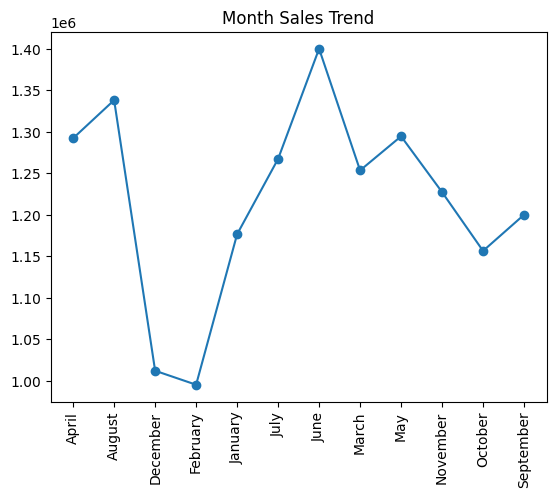 Month Sales Trend
1e6
1.40
1.35
1.30
1.25
1.20
1.15
1.10
1.05
1.00
April
August
December
February
January
July
June
March
May
November
October
September